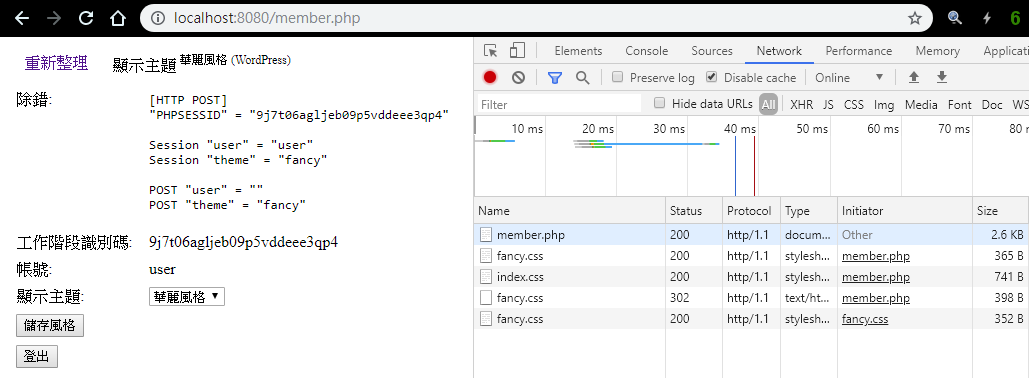 localhost:8080/member.php
6
重新整理 顯示主題 華麗風格 (WordPress)
除錯:
[HTTP POST]
"PHPSESSID" = "9j7t06agljeb09p5vddeee3qp4"
Session "user" = "user"
Session "theme" = "fancy"
POST "user" = ""
POST "theme" = "fancy"
工作階段識別碼: 9j7t06agljeb09p5vddeee3qp4
帳號: user
顯示主題: 華麗風格
儲存風格
登出
Elements Console Sources Network Performance Memory Applicati
Preserve log Disable cache Online
Filter Hide data URLs All XHR JS CSS Img Media Font Doc WS
10 ms 20 ms 30 ms 40 ms 50 ms 60 ms 70 ms 80 m
Name Status Protocol Type Initiator Size
member.php 200 http/1.1 docum... Other 2.6 KB
fancy.css 200 http/1.1 stylesh... member.php 365 B
index.css 200 http/1.1 stylesh... member.php 741 B
fancy.css 302 http/1.1 text/ht... member.php 398 B
fancy.css 200 http/1.1 stylesh... fancy.css 352 B